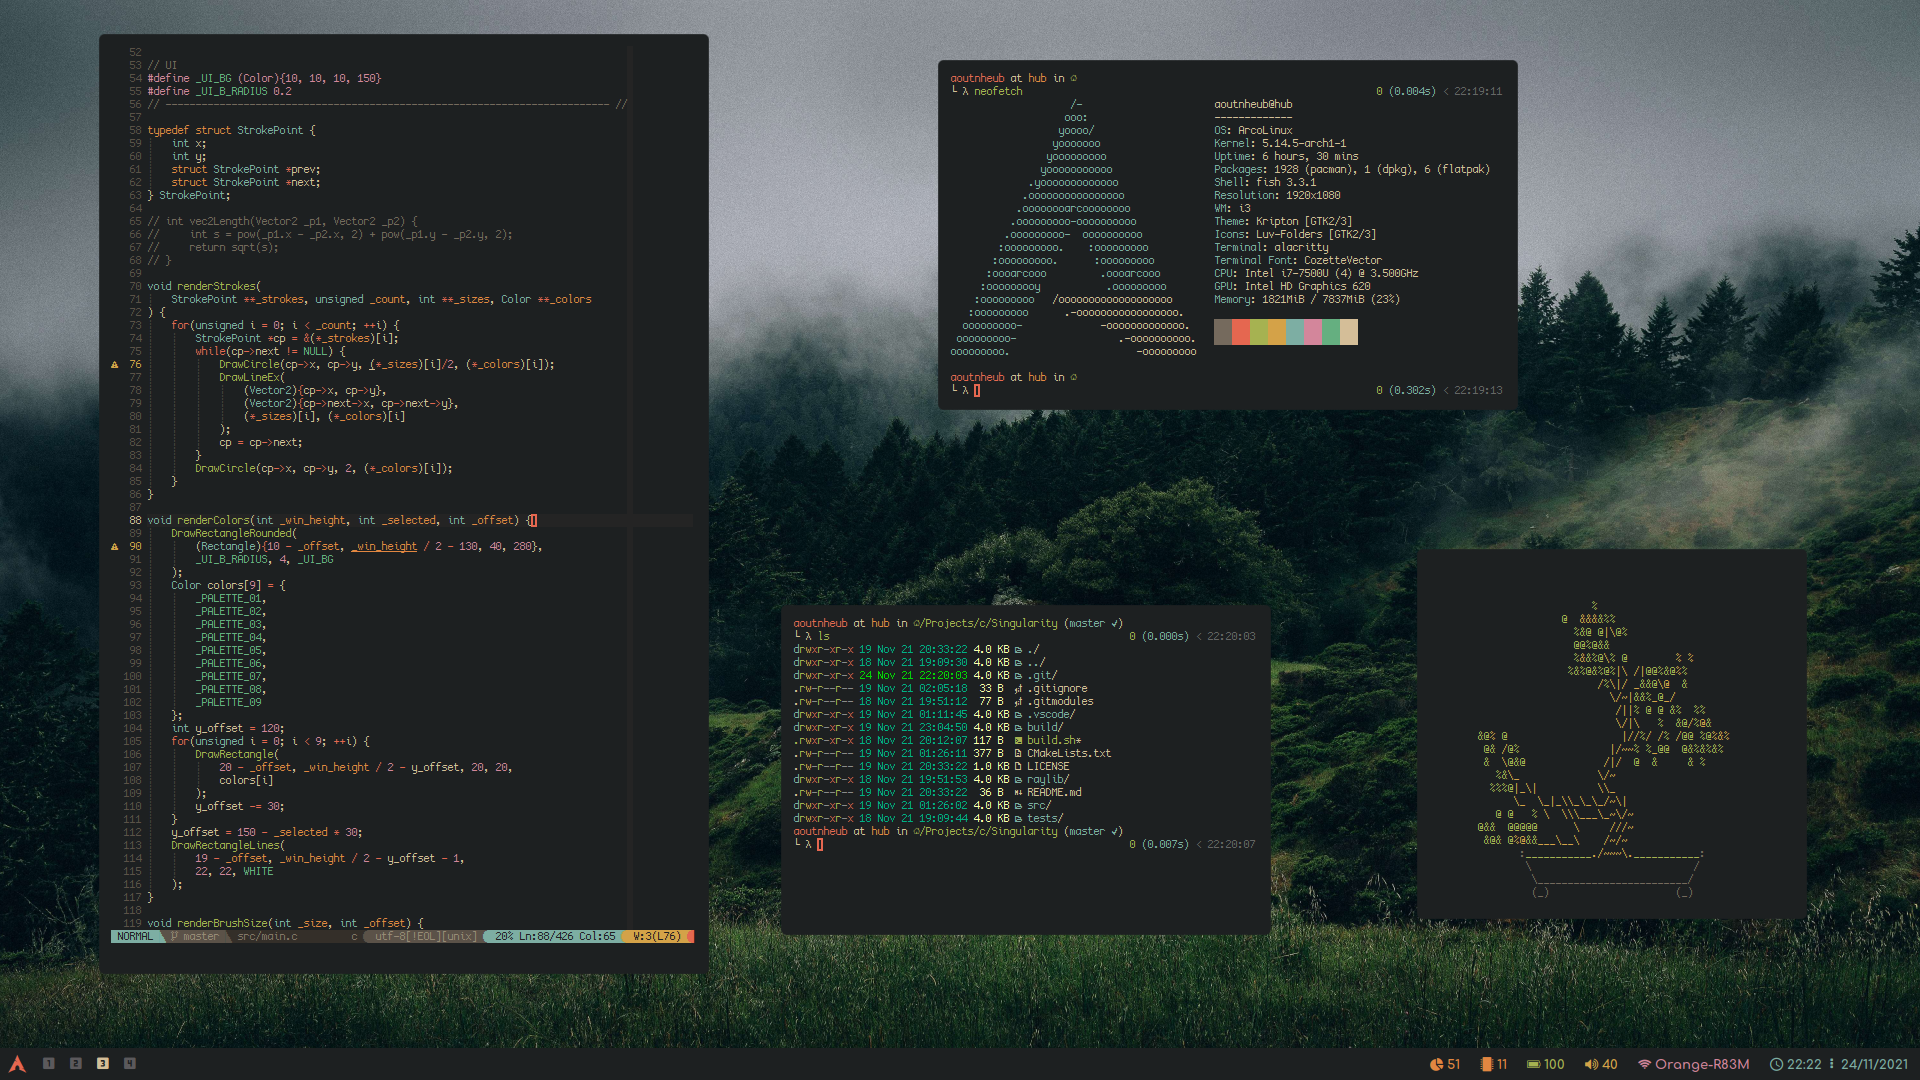 52
53 // UI
54 #define _UI_BG (Color){10, 10, 10, 150}
55 #define _UI_B_RADIUS 0.2
56 // -------------------------------------------------------------------------- //
57
58 typedef struct StrokePoint {
59     int x;
60     int y;
61     struct StrokePoint *prev;
62     struct StrokePoint *next;
63 } StrokePoint;
64
65 // int vec2Length(Vector2 _p1, Vector2 _p2) {
66 //     int s = pow(_p1.x - _p2.x, 2) + pow(_p1.y - _p2.y, 2);
67 //     return sqrt(s);
68 // }
69
70 void renderStrokes(
71     StrokePoint **_strokes, unsigned _count, int **_sizes, Color **_colors
72 ) {
73     for(unsigned i = 0; i < _count; ++i) {
74         StrokePoint *cp = &(*_strokes)[i];
75         while(cp->next != NULL) {
76             DrawCircle(cp->x, cp->y, (*_sizes)[i]/2, (*_colors)[i]);
77             DrawLineEx(
78                 (Vector2){cp->x, cp->y},
79                 (Vector2){cp->next->x, cp->next->y},
80                 (*_sizes)[i], (*_colors)[i]
81             );
82             cp = cp->next;
83         }
84         DrawCircle(cp->x, cp->y, 2, (*_colors)[i]);
85     }
86 }
87
88 void renderColors(int _win_height, int _selected, int _offset) {
89     DrawRectangleRounded(
90         (Rectangle){10 - _offset, _win_height / 2 - 130, 40, 280},
91         _UI_B_RADIUS, 4, _UI_BG
92     );
93     Color colors[9] = {
94         _PALETTE_01,
95         _PALETTE_02,
96         _PALETTE_03,
97         _PALETTE_04,
98         _PALETTE_05,
99         _PALETTE_06,
100         _PALETTE_07,
101         _PALETTE_08,
102         _PALETTE_09
103     };
104     int y_offset = 120;
105     for(unsigned i = 0; i < 9; ++i) {
106         DrawRectangle(
107             20 - _offset, _win_height / 2 - y_offset, 20, 20,
108             colors[i]
109         );
110         y_offset -= 30;
111     }
112     y_offset = 150 - _selected * 30;
113     DrawRectangleLines(
114         19 - _offset, _win_height / 2 - y_offset - 1,
115         22, 22, WHITE
116     );
117 }
118
119 void renderBrushSize(int _size, int _offset) {
NORMAL master src/main.c c utf-8[!EOL][unix] 20% Ln:88/426 Col:65 W:3(L76)
aoutnheub at hub in
└ λ neofetch 0 (0.004s) < 22:19:11
aoutnheub@hub
-------------
OS: ArcoLinux
Kernel: 5.14.5-arch1-1
Uptime: 6 hours, 30 mins
Packages: 1928 (pacman), 1 (dpkg), 6 (flatpak)
Shell: fish 3.3.1
Resolution: 1920x1080
WM: i3
Theme: Kripton [GTK2/3]
Icons: Luv-Folders [GTK2/3]
Terminal: alacritty
Terminal Font: CozetteVector
CPU: Intel i7-7500U (4) @ 3.500GHz
GPU: Intel HD Graphics 620
Memory: 1821MiB / 7837MiB (23%)
aoutnheub at hub in
└ λ 0 (0.302s) < 22:19:13
aoutnheub at hub in ⌂/Projects/c/Singularity (master ✓)
└ λ ls 0 (0.000s) < 22:20:03
drwxr-xr-x 19 Nov 21 20:33:22 4.0 KB ./
drwxr-xr-x 18 Nov 21 19:09:30 4.0 KB ../
drwxr-xr-x 24 Nov 21 22:20:03 4.0 KB .git/
.rw-r--r-- 19 Nov 21 02:05:18 33 B .gitignore
.rw-r--r-- 18 Nov 21 19:51:12 77 B .gitmodules
drwxr-xr-x 19 Nov 21 01:11:45 4.0 KB .vscode/
drwxr-xr-x 21 Nov 21 23:04:50 4.0 KB build/
.rwxr-xr-x 18 Nov 21 20:12:07 117 B build.sh*
.rw-r--r-- 19 Nov 21 01:26:11 377 B CMakeLists.txt
.rw-r--r-- 19 Nov 21 20:33:22 1.0 KB LICENSE
drwxr-xr-x 18 Nov 21 19:51:53 4.0 KB raylib/
.rw-r--r-- 19 Nov 21 20:33:22 36 B README.md
drwxr-xr-x 19 Nov 21 01:26:02 4.0 KB src/
drwxr-xr-x 18 Nov 21 19:09:44 4.0 KB tests/
aoutnheub at hub in ⌂/Projects/c/Singularity (master ✓)
└ λ 0 (0.007s) < 22:20:07
1 2 3 4
51 11 100 40 Orange-R83M 22:22 24/11/2021